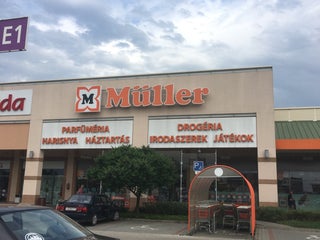 E1
da
M Müller
PARFÜMÉRIA
HARISNYA HÁZTARTÁS
DROGÉRIA
IRODASZEREK JÁTÉKOK
P